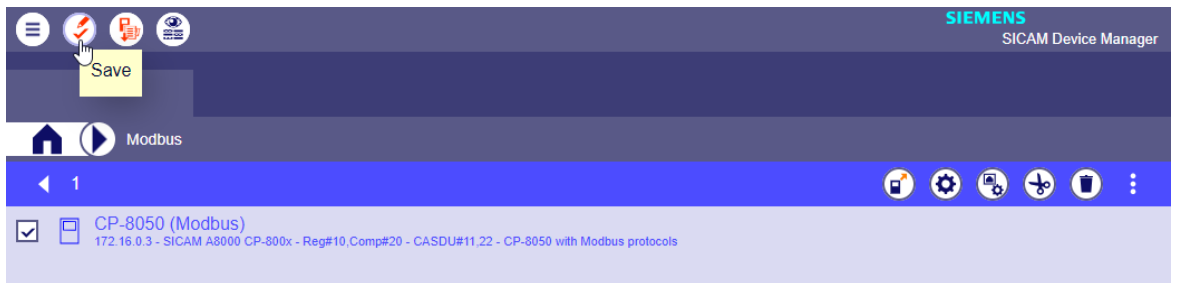 SIEMENS
SICAM Device Manager
Save
Modbus
1
CP-8050 (Modbus)
172.16.0.3 - SICAM A8000 CP-800x - Reg#10,Comp#20 - CASDU#11,22 - CP-8050 with Modbus protocols